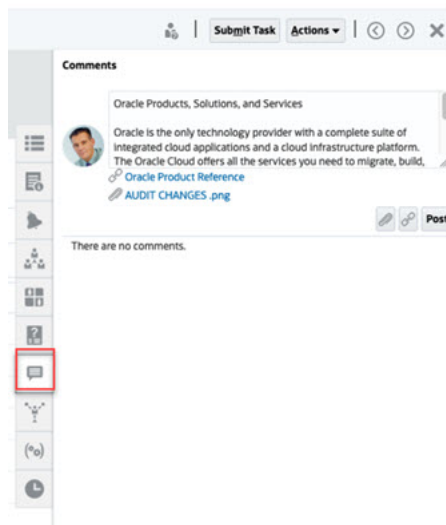 Submit Task Actions
Comments
Oracle Products, Solutions, and Services
Oracle is the only technology provider with a complete suite of
integrated cloud applications and a cloud infrastructure platform.
The Oracle Cloud offers all the services you need to migrate, build,
Oracle Product Reference
AUDIT CHANGES .png
Post
There are no comments.